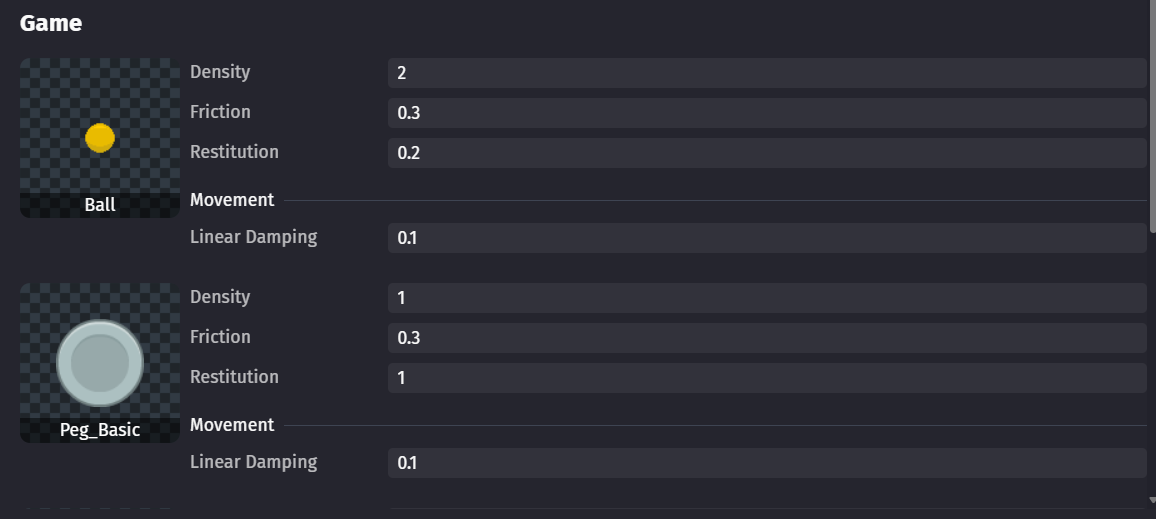 Game
Density 2
Friction 0.3
Restitution 0.2
Ball
Movement
Linear Damping 0.1
Density 1
Friction 0.3
Restitution 1
Peg_Basic
Movement
Linear Damping 0.1